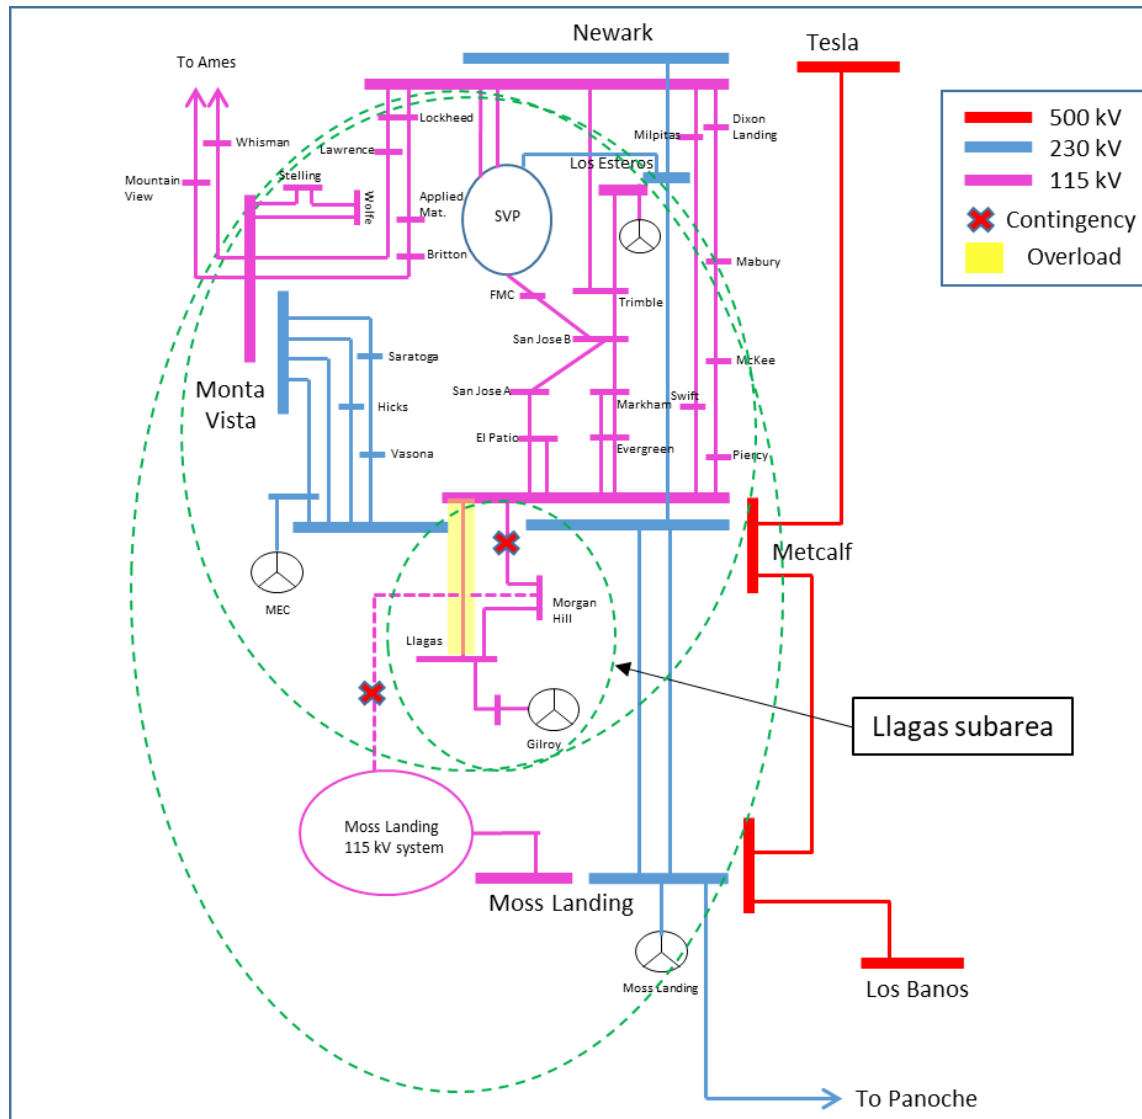 Newark
Tesla
To Ames
Lockheed
Whisman
Lawrence
Milpitas
Dixon
Landing
Los Esteros
Stelling
Mountain
View
Wolfe
Applied
Mat.
SVP
Britton
Mabury
FMC
Trimble
San Jose B
Saratoga
McKee
Monta
Vista
San Jose A
Markham
Swift
Hicks
El Patio
Evergreen
Vasona
Piercy
Metcalf
MEC
Morgan
Hill
Llagas
Gilroy
Llagas subarea
Moss Landing
115 kV system
Moss Landing
Moss Landing
Los Banos
To Panoche
500 kV
230 kV
115 kV
Contingency
Overload